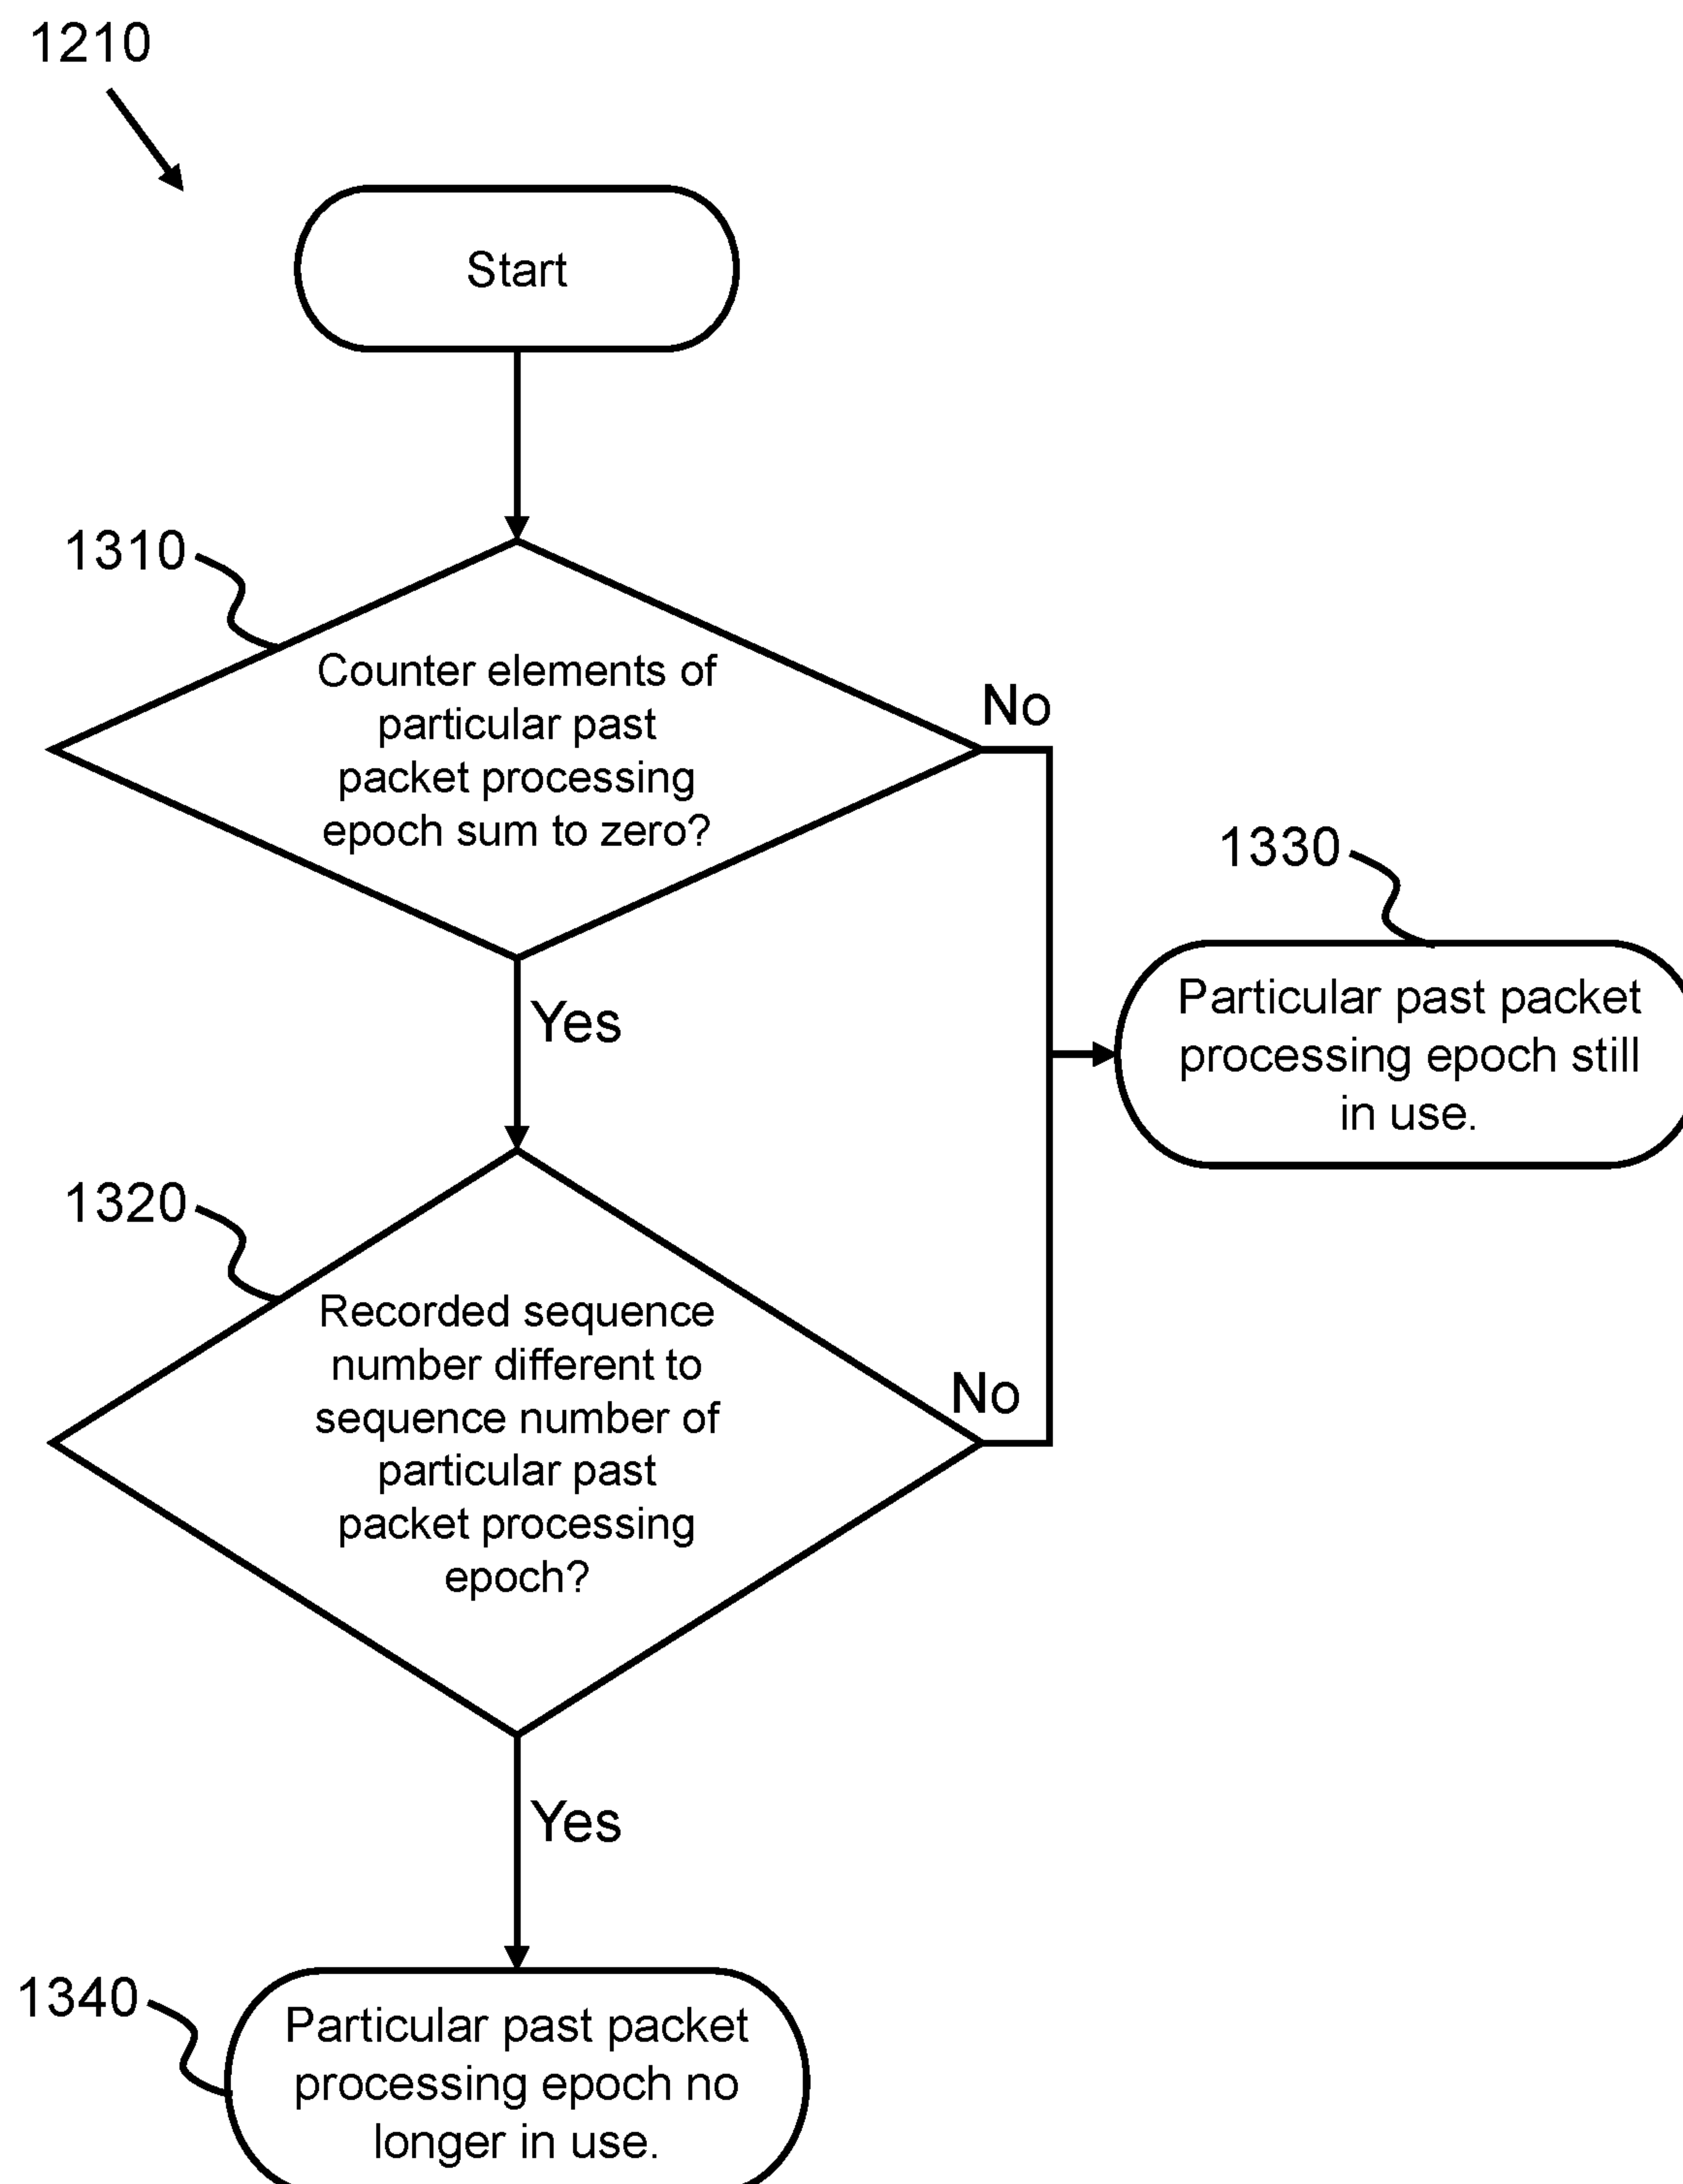 1210
Start
1310
Counter elements of
particular past
packet processing
epoch sum to zero?
No
Yes
1330
Particular past packet
processing epoch still
in use.
1320
Recorded sequence
number different to
sequence number of
particular past
packet processing
epoch?
No
Yes
1340
Particular past packet
processing epoch no
longer in use.